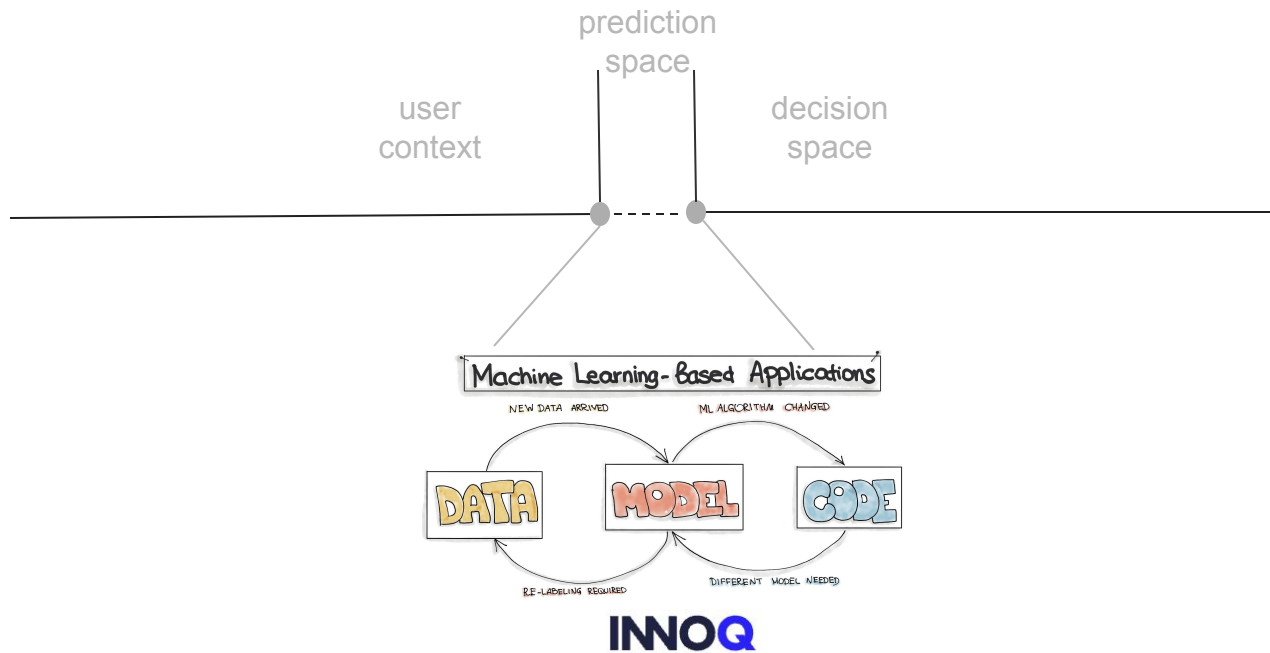 prediction
space
user
context
decision
space
Machine Learning-Based Applications
NEW DATA ARRIVED
ML ALGORITHM CHANGED
DATA
MODEL
CODE
RE-LABELING REQUIRED
DIFFERENT MODEL NEEDED
INNOQ